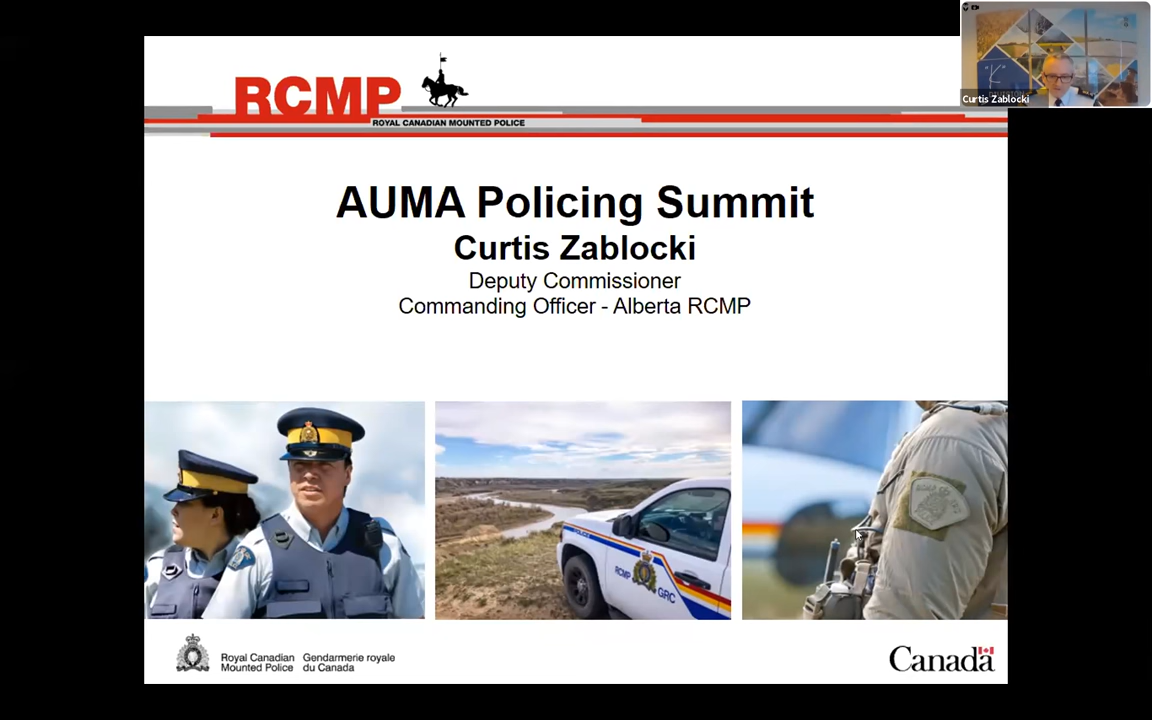 Curtis Zablocki
"K"
RCMP
ROYAL CANADIAN MOUNTED POLICE
AUMA Policing Summit
Curtis Zablocki
Deputy Commissioner
Commanding Officer - Alberta RCMP
POLICE
RCMP
GRC
Royal Canadian Gendarmerie royale
Mounted Police du Canada
Canada